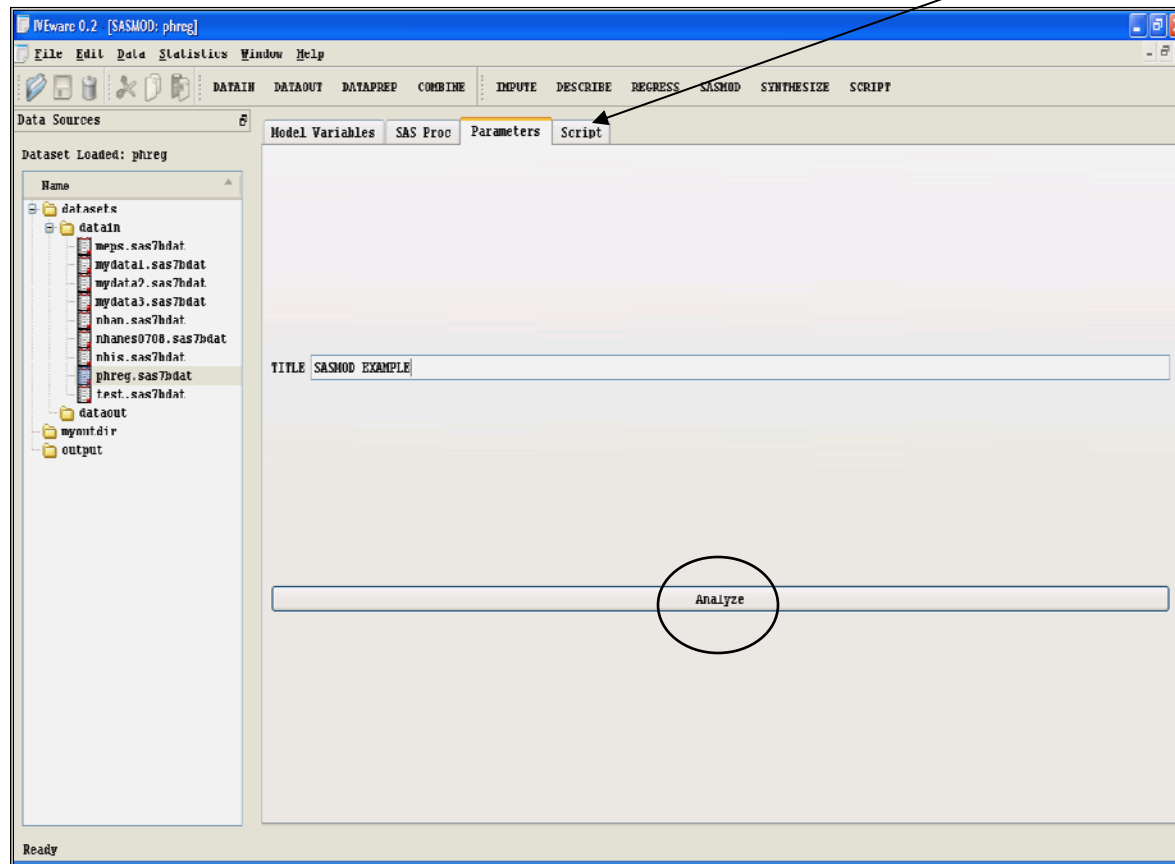 IVEware 0.2 - [SASMOD: phreg]
File Edit Data Statistics Window Help
DATAIN DATAOUT DATAPREP COMBINE IMPUTE DESCRIBE REGRESS SASMOD SYNTHESIZE SCRIPT
Data Sources
Model Variables SAS Proc Parameters Script
Dataset Loaded: phreg
Name
datasets
datain
meps.sas7bdat
mydata1.sas7bdat
mydata2.sas7bdat
mydata3.sas7bdat
nhan.sas7bdat
nhanes0708.sas7bdat
nhis.sas7bdat
phreg.sas7bdat
test.sas7bdat
dataout
myoutdir
output
TITLE SASMOD EXAMPLE
Analyze
Ready